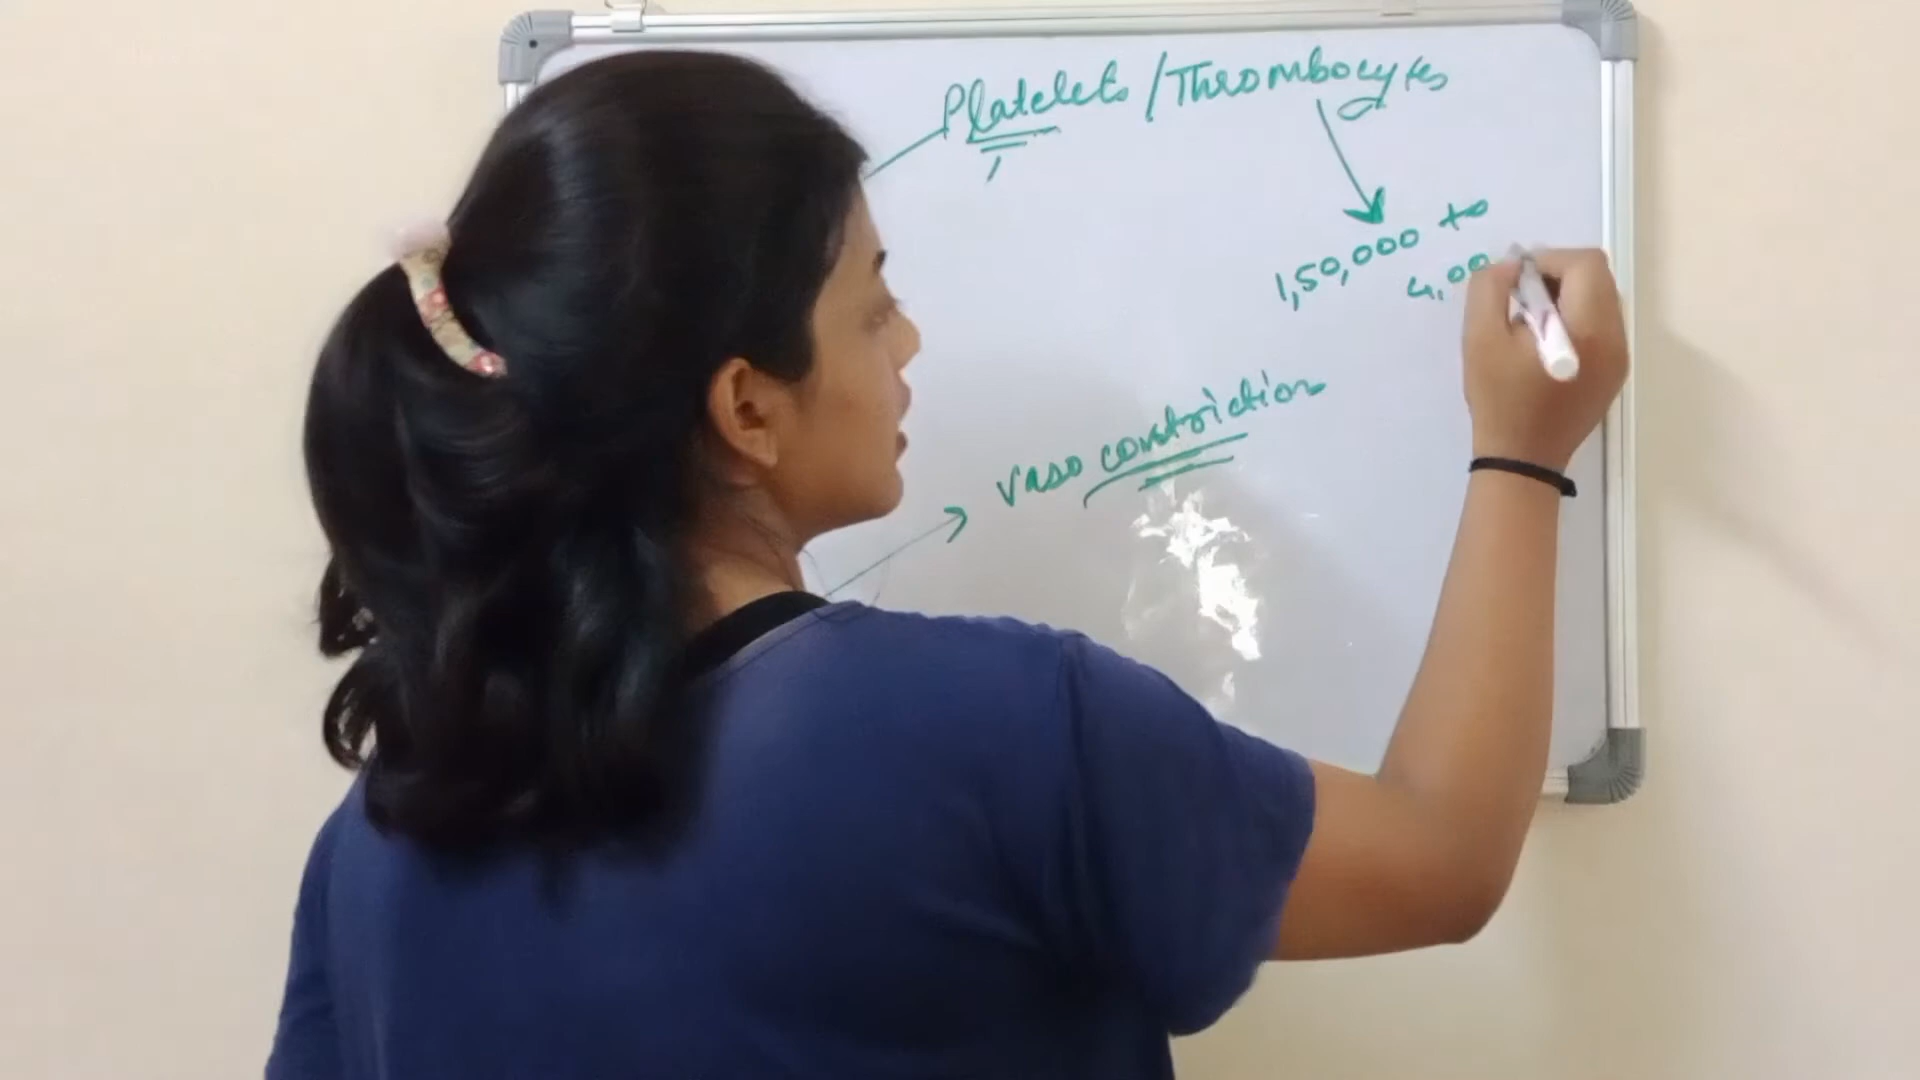 Platelets / Thrombocytes
1,50,000 to
4,00
vaso constriction